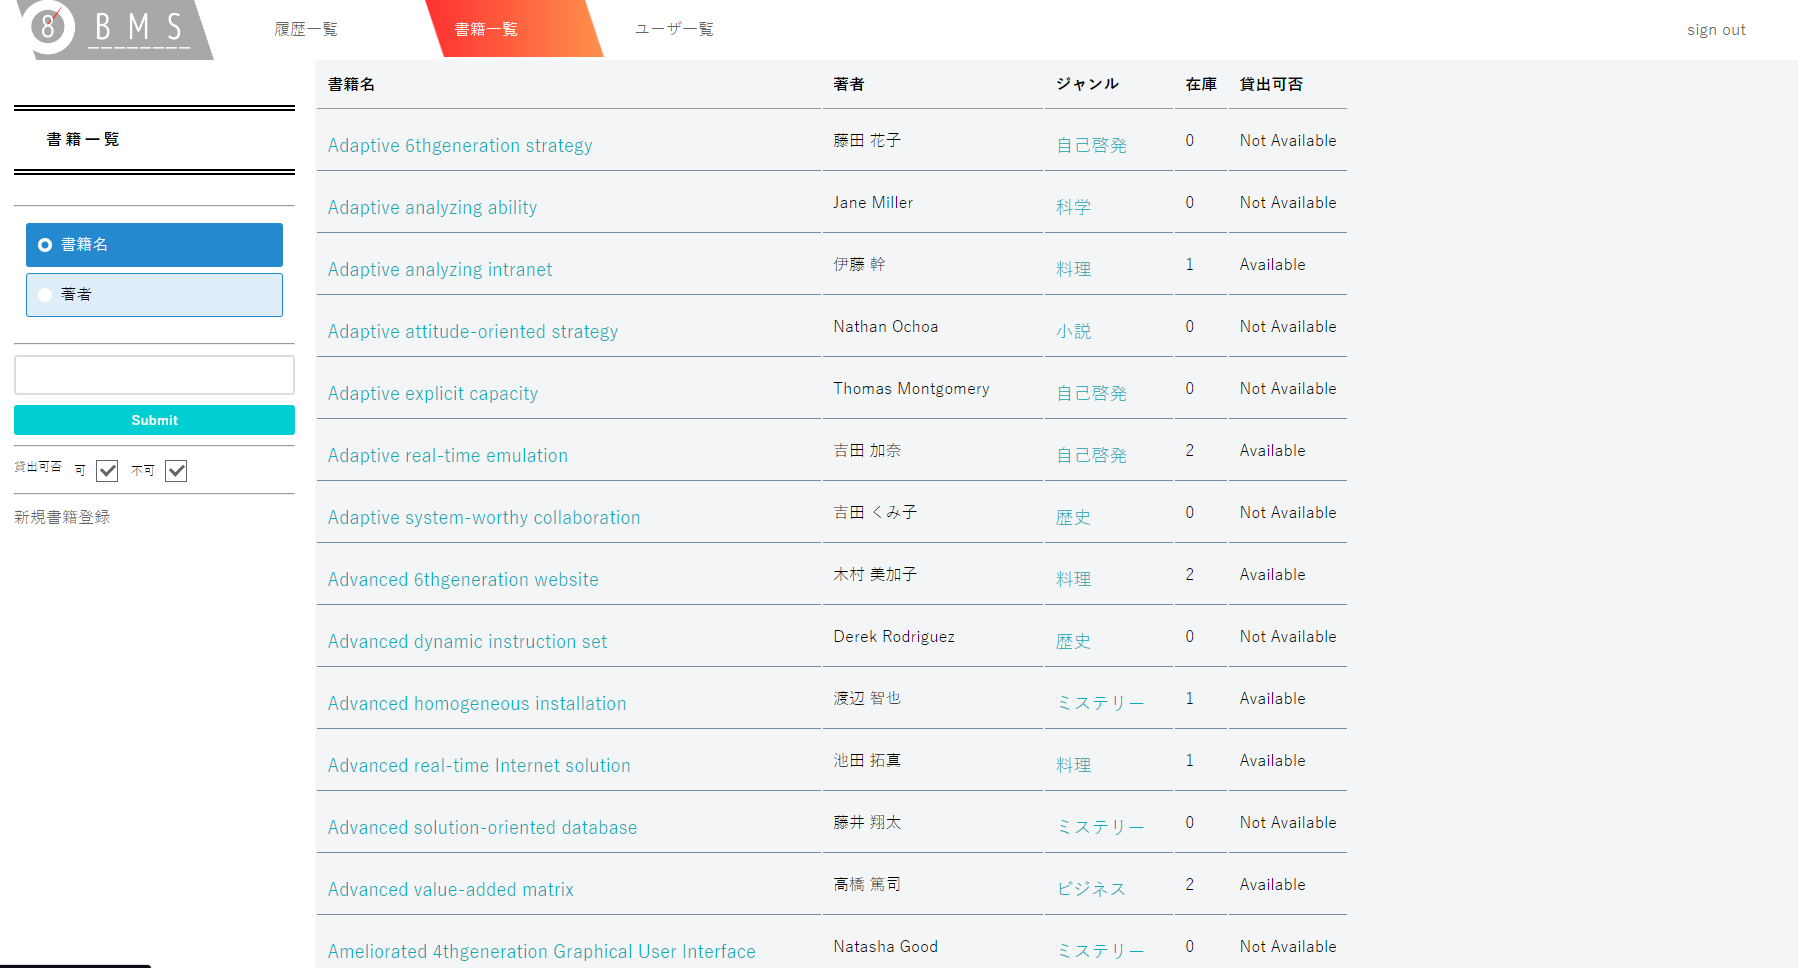 8 BMS 履歴一覧 書籍一覧 ユーザ一覧 sign out
書籍一覧
書籍名
著者
Submit
貸出可否 可 不可
新規書籍登録
書籍名 著者 ジャンル 在庫 貸出可否
Adaptive 6thgeneration strategy 藤田 花子 自己啓発 0 Not Available
Adaptive analyzing ability Jane Miller 科学 0 Not Available
Adaptive analyzing intranet 伊藤 幹 料理 1 Available
Adaptive attitude-oriented strategy Nathan Ochoa 小説 0 Not Available
Adaptive explicit capacity Thomas Montgomery 自己啓発 0 Not Available
Adaptive real-time emulation 吉田 加奈 自己啓発 2 Available
Adaptive system-worthy collaboration 吉田 くみ子 歴史 0 Not Available
Advanced 6thgeneration website 木村 美加子 料理 2 Available
Advanced dynamic instruction set Derek Rodriguez 歴史 0 Not Available
Advanced homogeneous installation 渡辺 智也 ミステリー 1 Available
Advanced real-time Internet solution 池田 拓真 料理 1 Available
Advanced solution-oriented database 藤井 翔太 ミステリー 0 Not Available
Advanced value-added matrix 高橋 篤司 ビジネス 2 Available
Ameliorated 4thgeneration Graphical User Interface Natasha Good ミステリー 0 Not Available